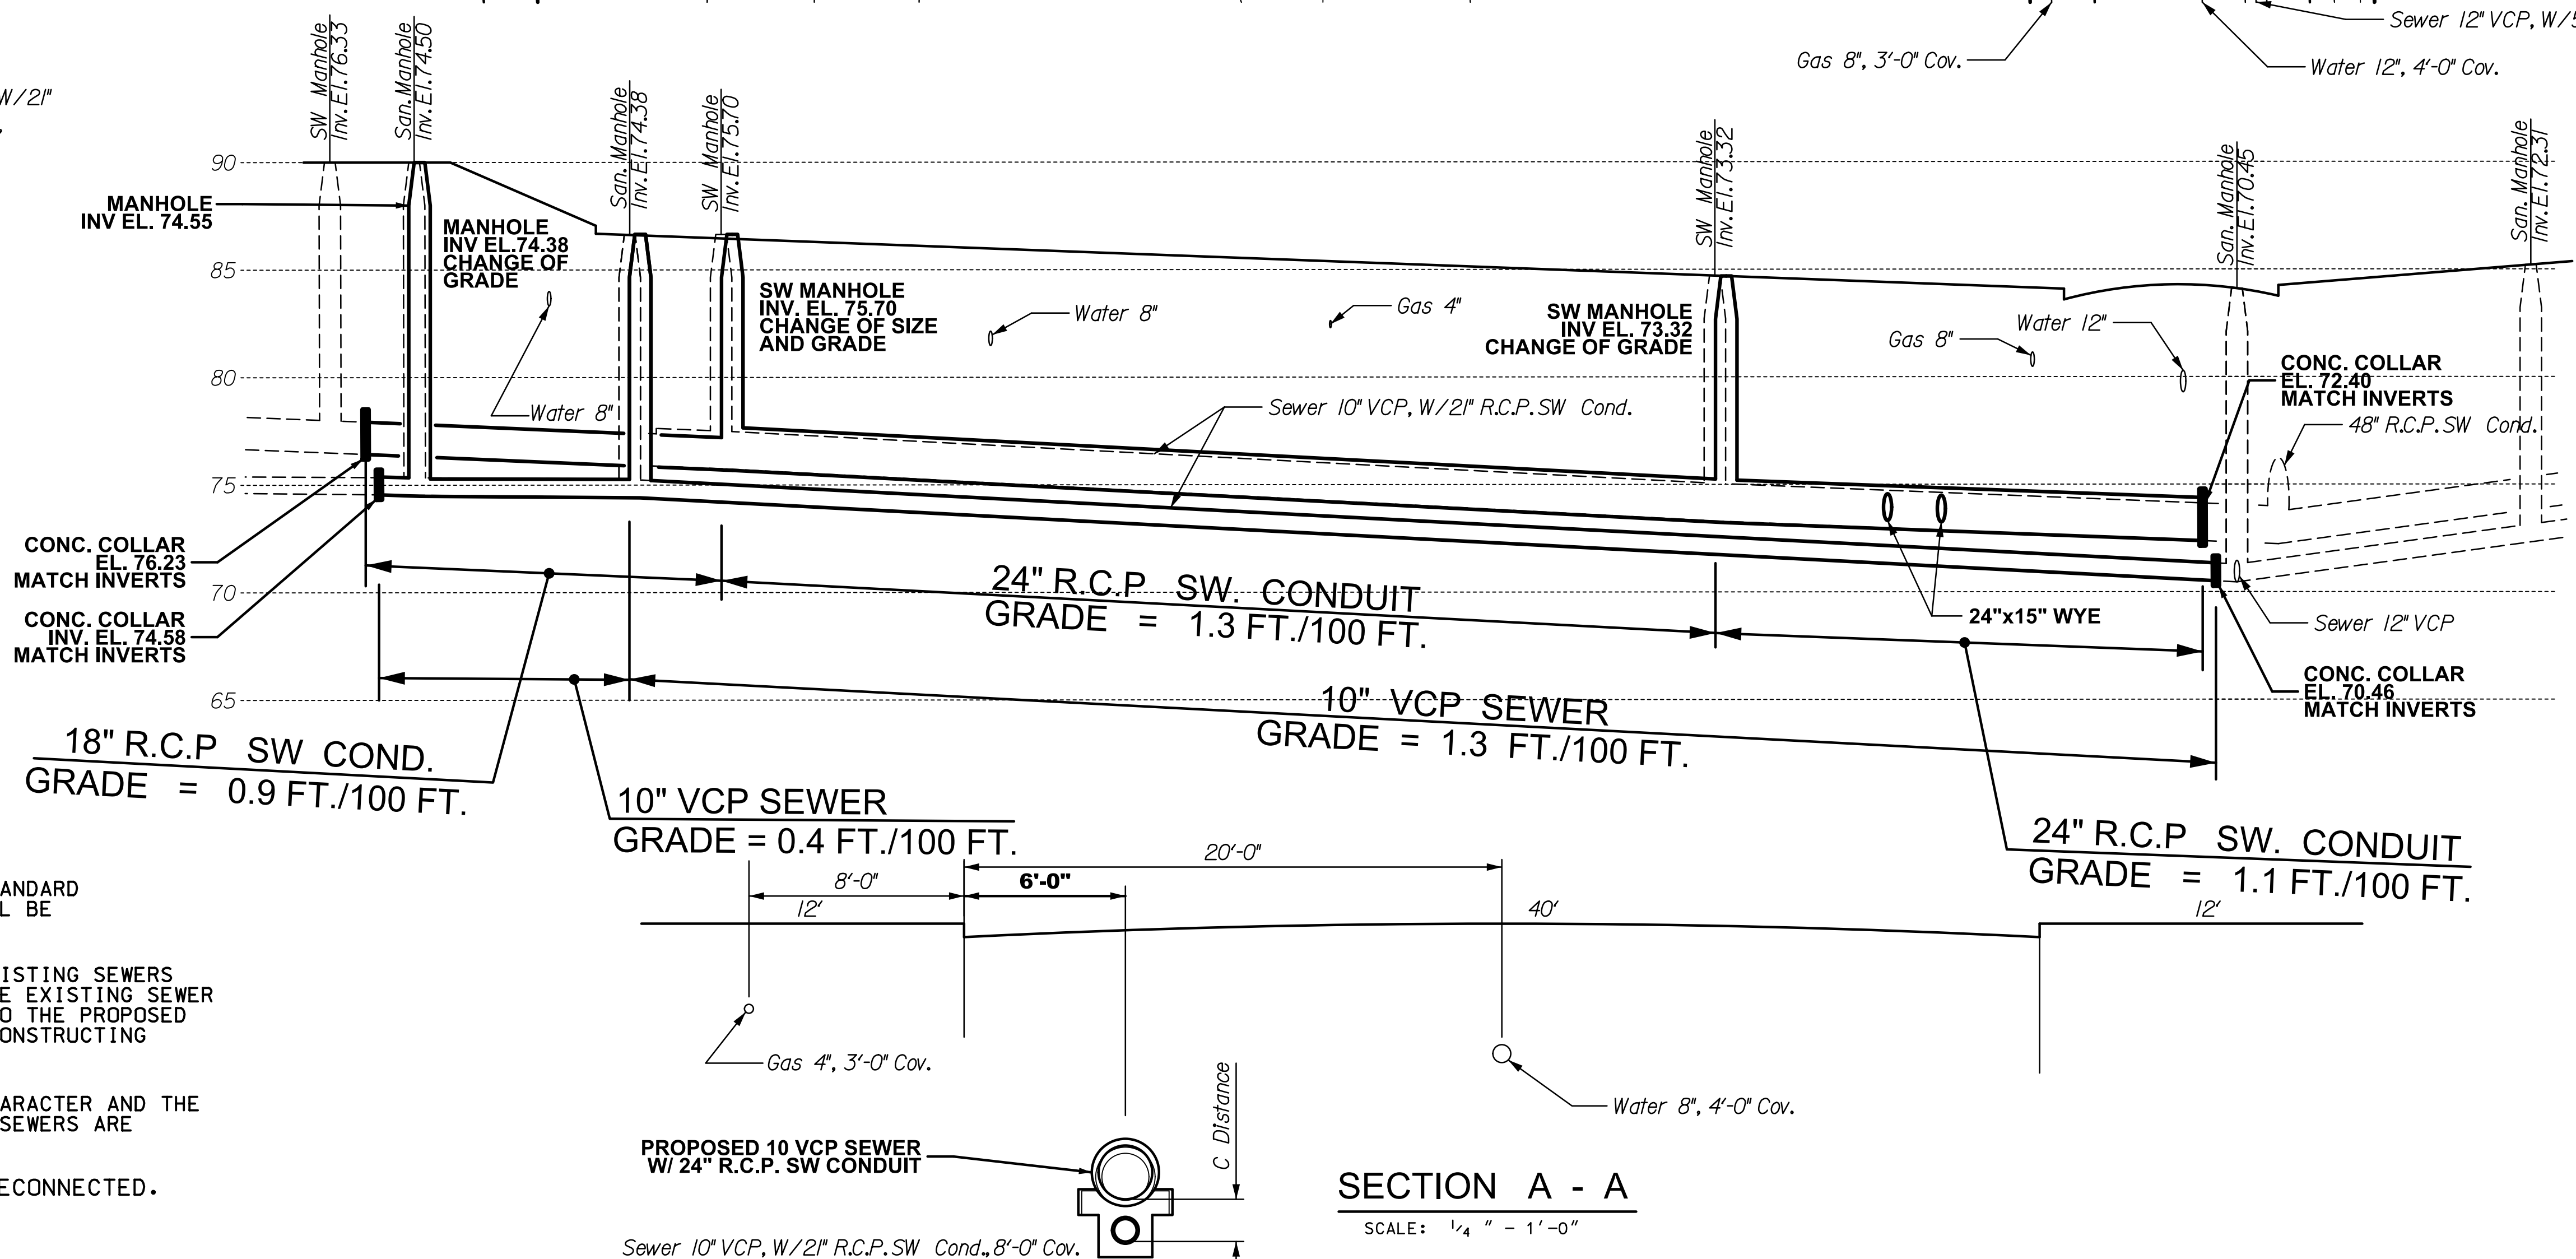 Sewer 12" VCP, W/5
Gas 8", 3'-0" Cov.
Water 12", 4'-0" Cov.
W/21"
SW Manhole
Inv.El.76.33
San.Manhole
Inv.El.74.50
San.Manhole
Inv.El.74.38
SW Manhole
Inv.El.75.70
SW Manhole
Inv.El.73.32
San.Manhole
Inv.El.70.45
San.Manhole
Inv.El.72.31
90
85
80
75
70
65
MANHOLE
INV EL. 74.55
MANHOLE
INV EL.74.38
CHANGE OF
GRADE
SW MANHOLE
INV. EL. 75.70
CHANGE OF SIZE
AND GRADE
Water 8"
Gas 4"
SW MANHOLE
INV EL. 73.32
CHANGE OF GRADE
Gas 8"
Water 12"
CONC. COLLAR
EL. 72.40
MATCH INVERTS
Water 8"
Sewer 10" VCP, W/21" R.C.P.SW Cond.
48" R.C.P.SW Cond.
CONC. COLLAR
EL. 76.23
MATCH INVERTS
CONC. COLLAR
INV. EL. 74.58
MATCH INVERTS
24" R.C.P SW. CONDUIT
GRADE = 1.3 FT./100 FT.
24"x15" WYE
Sewer 12" VCP
CONC. COLLAR
EL. 70.46
MATCH INVERTS
10" VCP SEWER
GRADE = 1.3 FT./100 FT.
18" R.C.P SW COND.
GRADE = 0.9 FT./100 FT.
10" VCP SEWER
GRADE = 0.4 FT./100 FT.
24" R.C.P SW. CONDUIT
GRADE = 1.1 FT./100 FT.
ANDARD
L BE
ISTING SEWERS
E EXISTING SEWER
O THE PROPOSED
ONSTRUCTING
ARACTER AND THE
SEWERS ARE
ECONNECTED.
20'-0"
8'-0"
6'-0"
12'
40'
12'
Gas 4", 3'-0" Cov.
Water 8", 4'-0" Cov.
C Distance
PROPOSED 10 VCP SEWER
W/ 24" R.C.P. SW CONDUIT
SECTION A - A
SCALE: 1/4 " - 1'-0"
Sewer 10" VCP, W/21" R.C.P.SW Cond.,8'-0" Cov.